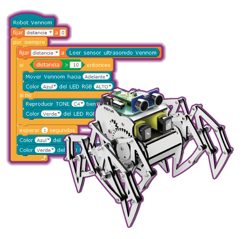 Robot Vennom
fijar distancia a 0
por siempre
fijar distancia a Leer sensor ultrasonido Vennom
si distancia > 10 entonces
Mover Vennom hacia Adelante
Color Azul del LED RGB ALTO
Reproducir TONE C4
Color Verde del LED RGB
esperar 1 segundos
Color Azul del
Color Verde del